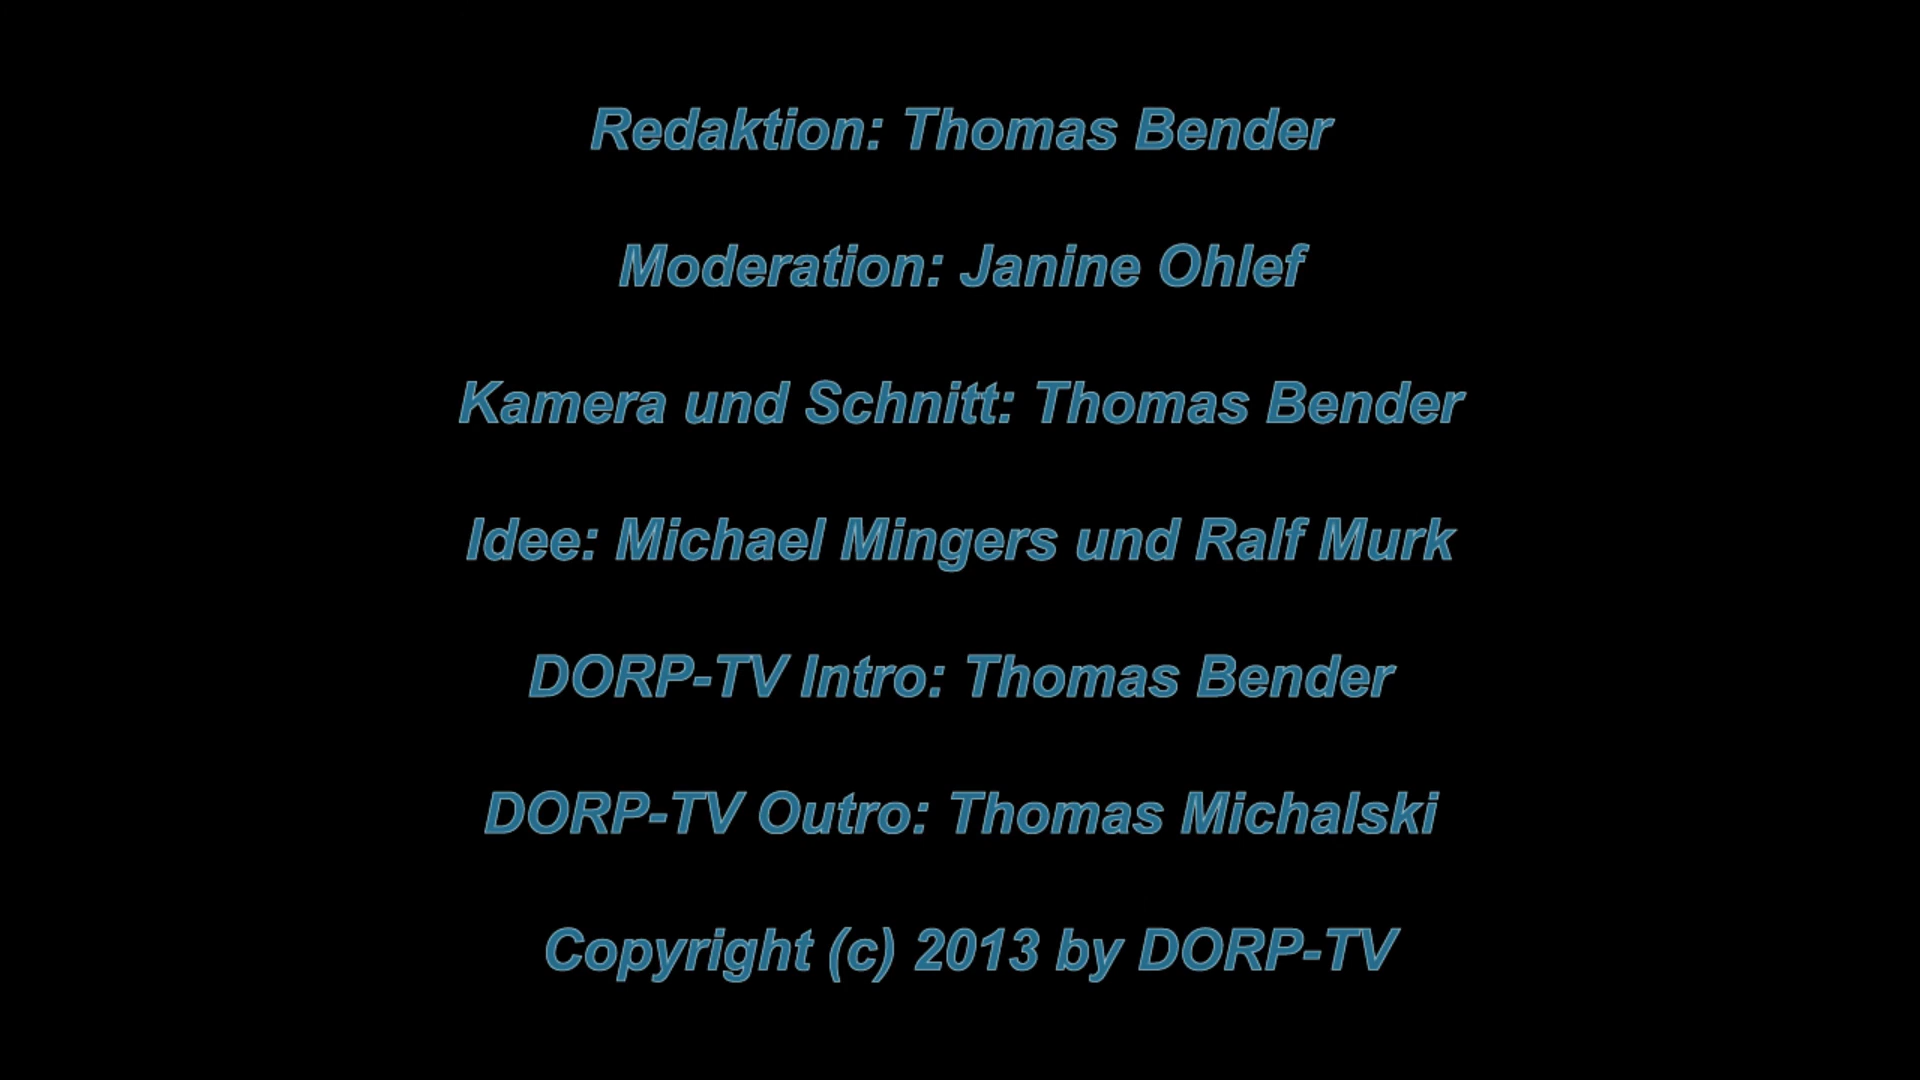 Redaktion: Thomas Bender
Moderation: Janine Ohlef
Kamera und Schnitt: Thomas Bender
Idee: Michael Mingers und Ralf Murk
DORP-TV Intro: Thomas Bender
DORP-TV Outro: Thomas Michalski
Copyright (c) 2013 by DORP-TV